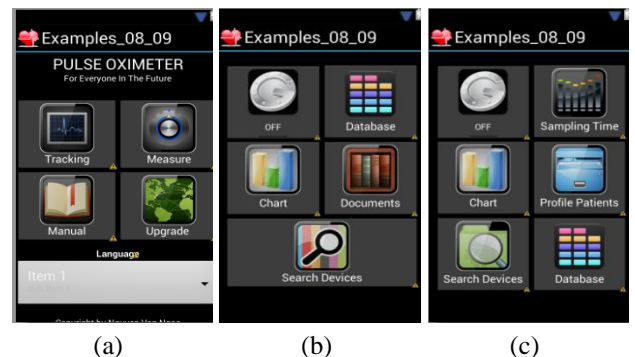 Examples_08_09
PULSE OXIMETER
For Everyone In The Future
Tracking
Measure
Manual
Upgrade
Language
Item 1
(a)
Examples_08_09
OFF
Database
Chart
Documents
Search Devices
(b)
Examples_08_09
OFF
Sampling Time
Chart
Profile Patients
Search Devices
Database
(c)